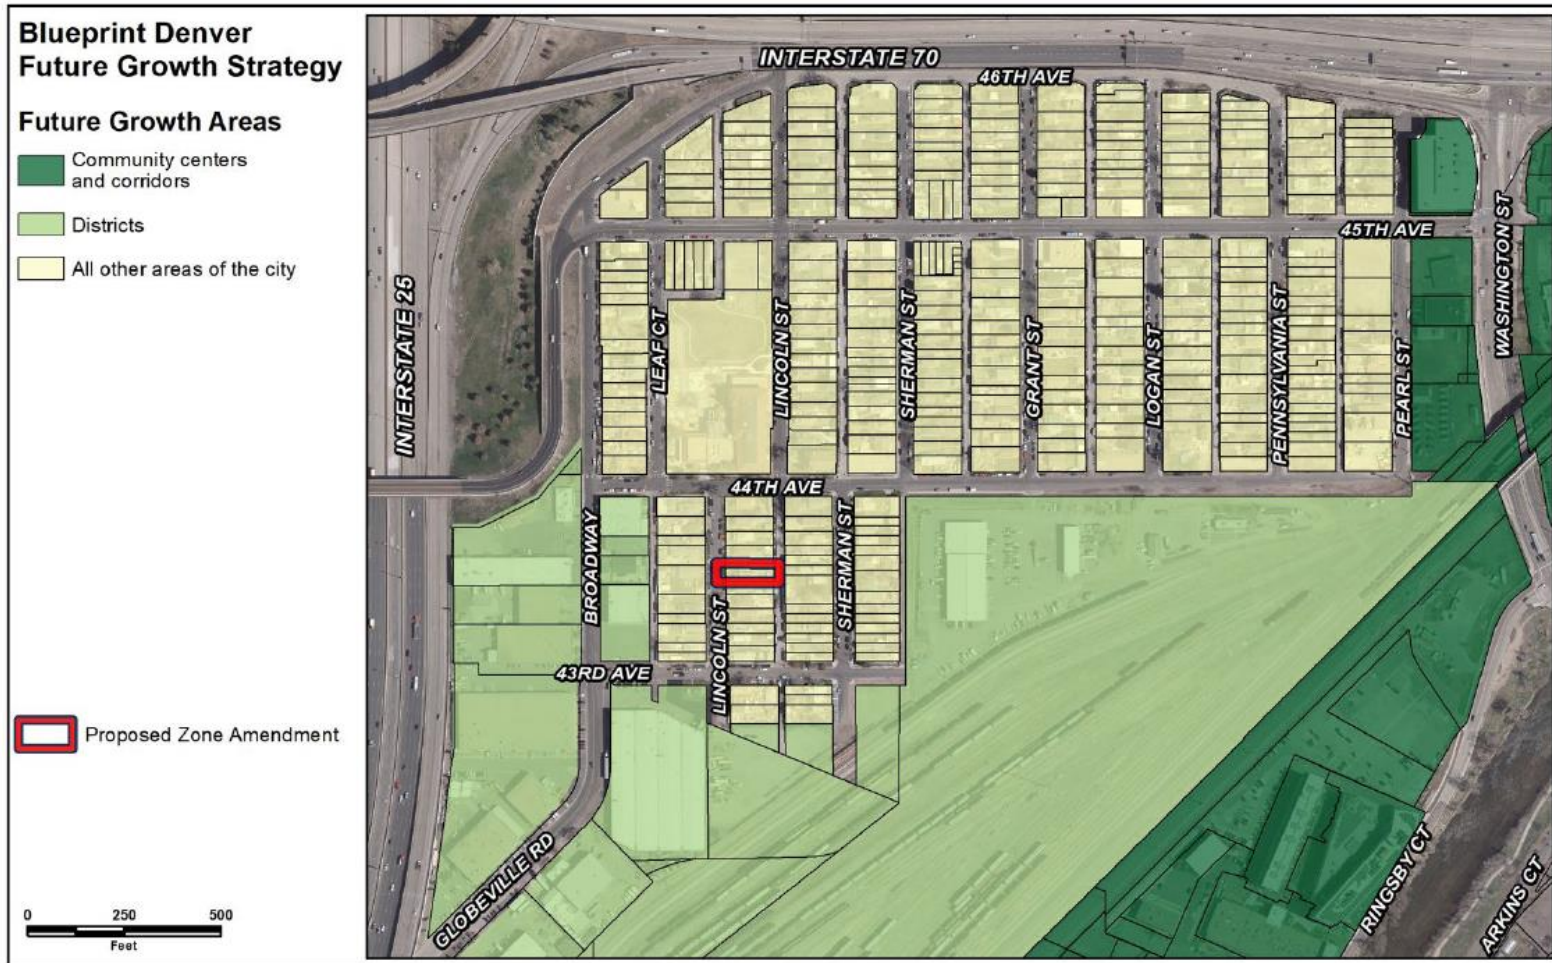 Blueprint Denver
Future Growth Strategy
Future Growth Areas
Community centers
and corridors
Districts
All other areas of the city
Proposed Zone Amendment
0 250 500
Feet
INTERSTATE 70
46TH AVE
45TH AVE
WASHINGTON ST
INTERSTATE 25
LEAF CT
LINCOLN ST
SHERMAN ST
GRANT ST
LOGAN ST
PENNSYLVANIA ST
PEARL ST
44TH AVE
BROADWAY
SHERMAN ST
LINCOLN ST
43RD AVE
GLOBEVILLE RD
RINGSBY CT
ARKINS CT